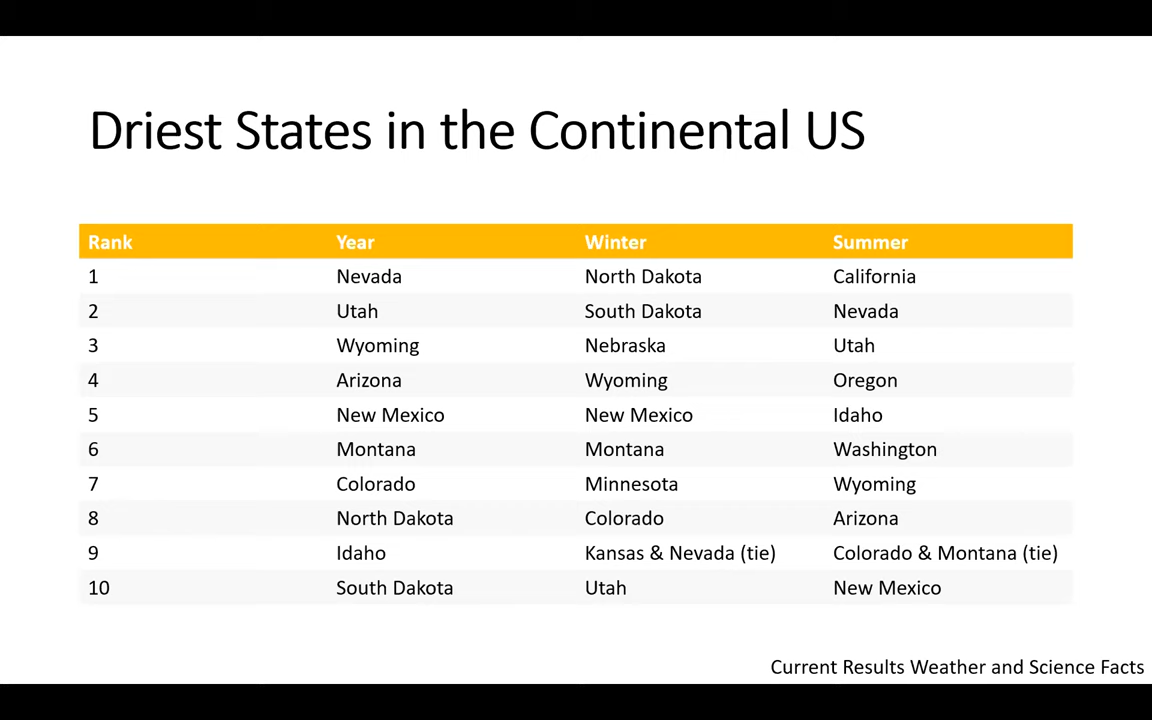 Driest States in the Continental US
Rank Year Winter Summer
1 Nevada North Dakota California
2 Utah South Dakota Nevada
3 Wyoming Nebraska Utah
4 Arizona Wyoming Oregon
5 New Mexico New Mexico Idaho
6 Montana Montana Washington
7 Colorado Minnesota Wyoming
8 North Dakota Colorado Arizona
9 Idaho Kansas & Nevada (tie) Colorado & Montana (tie)
10 South Dakota Utah New Mexico
Current Results Weather and Science Facts